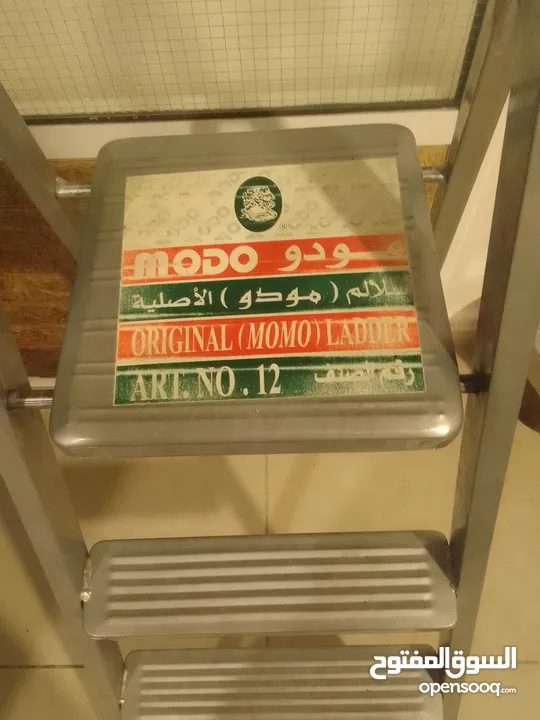 MODO مودو
سلالم ( مودو ) الأصلية
ORIGINAL (MOMO) LADDER
ART. NO . 12 رقم الصنف
السوق المفتوح
opensooq.com